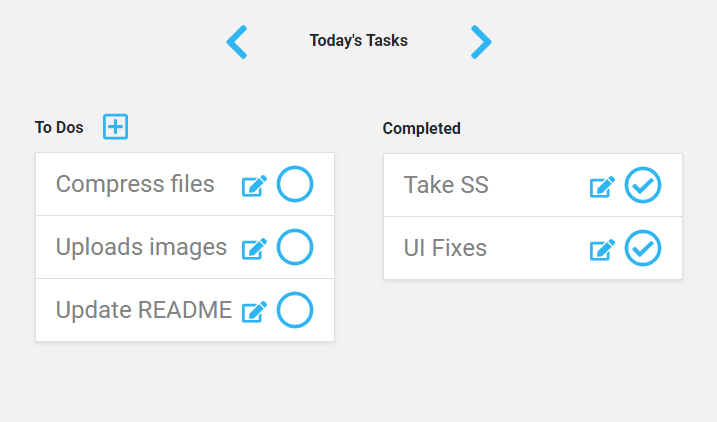 Today's Tasks
To Dos
Compress files
Uploads images
Update README
Completed
Take SS
UI Fixes